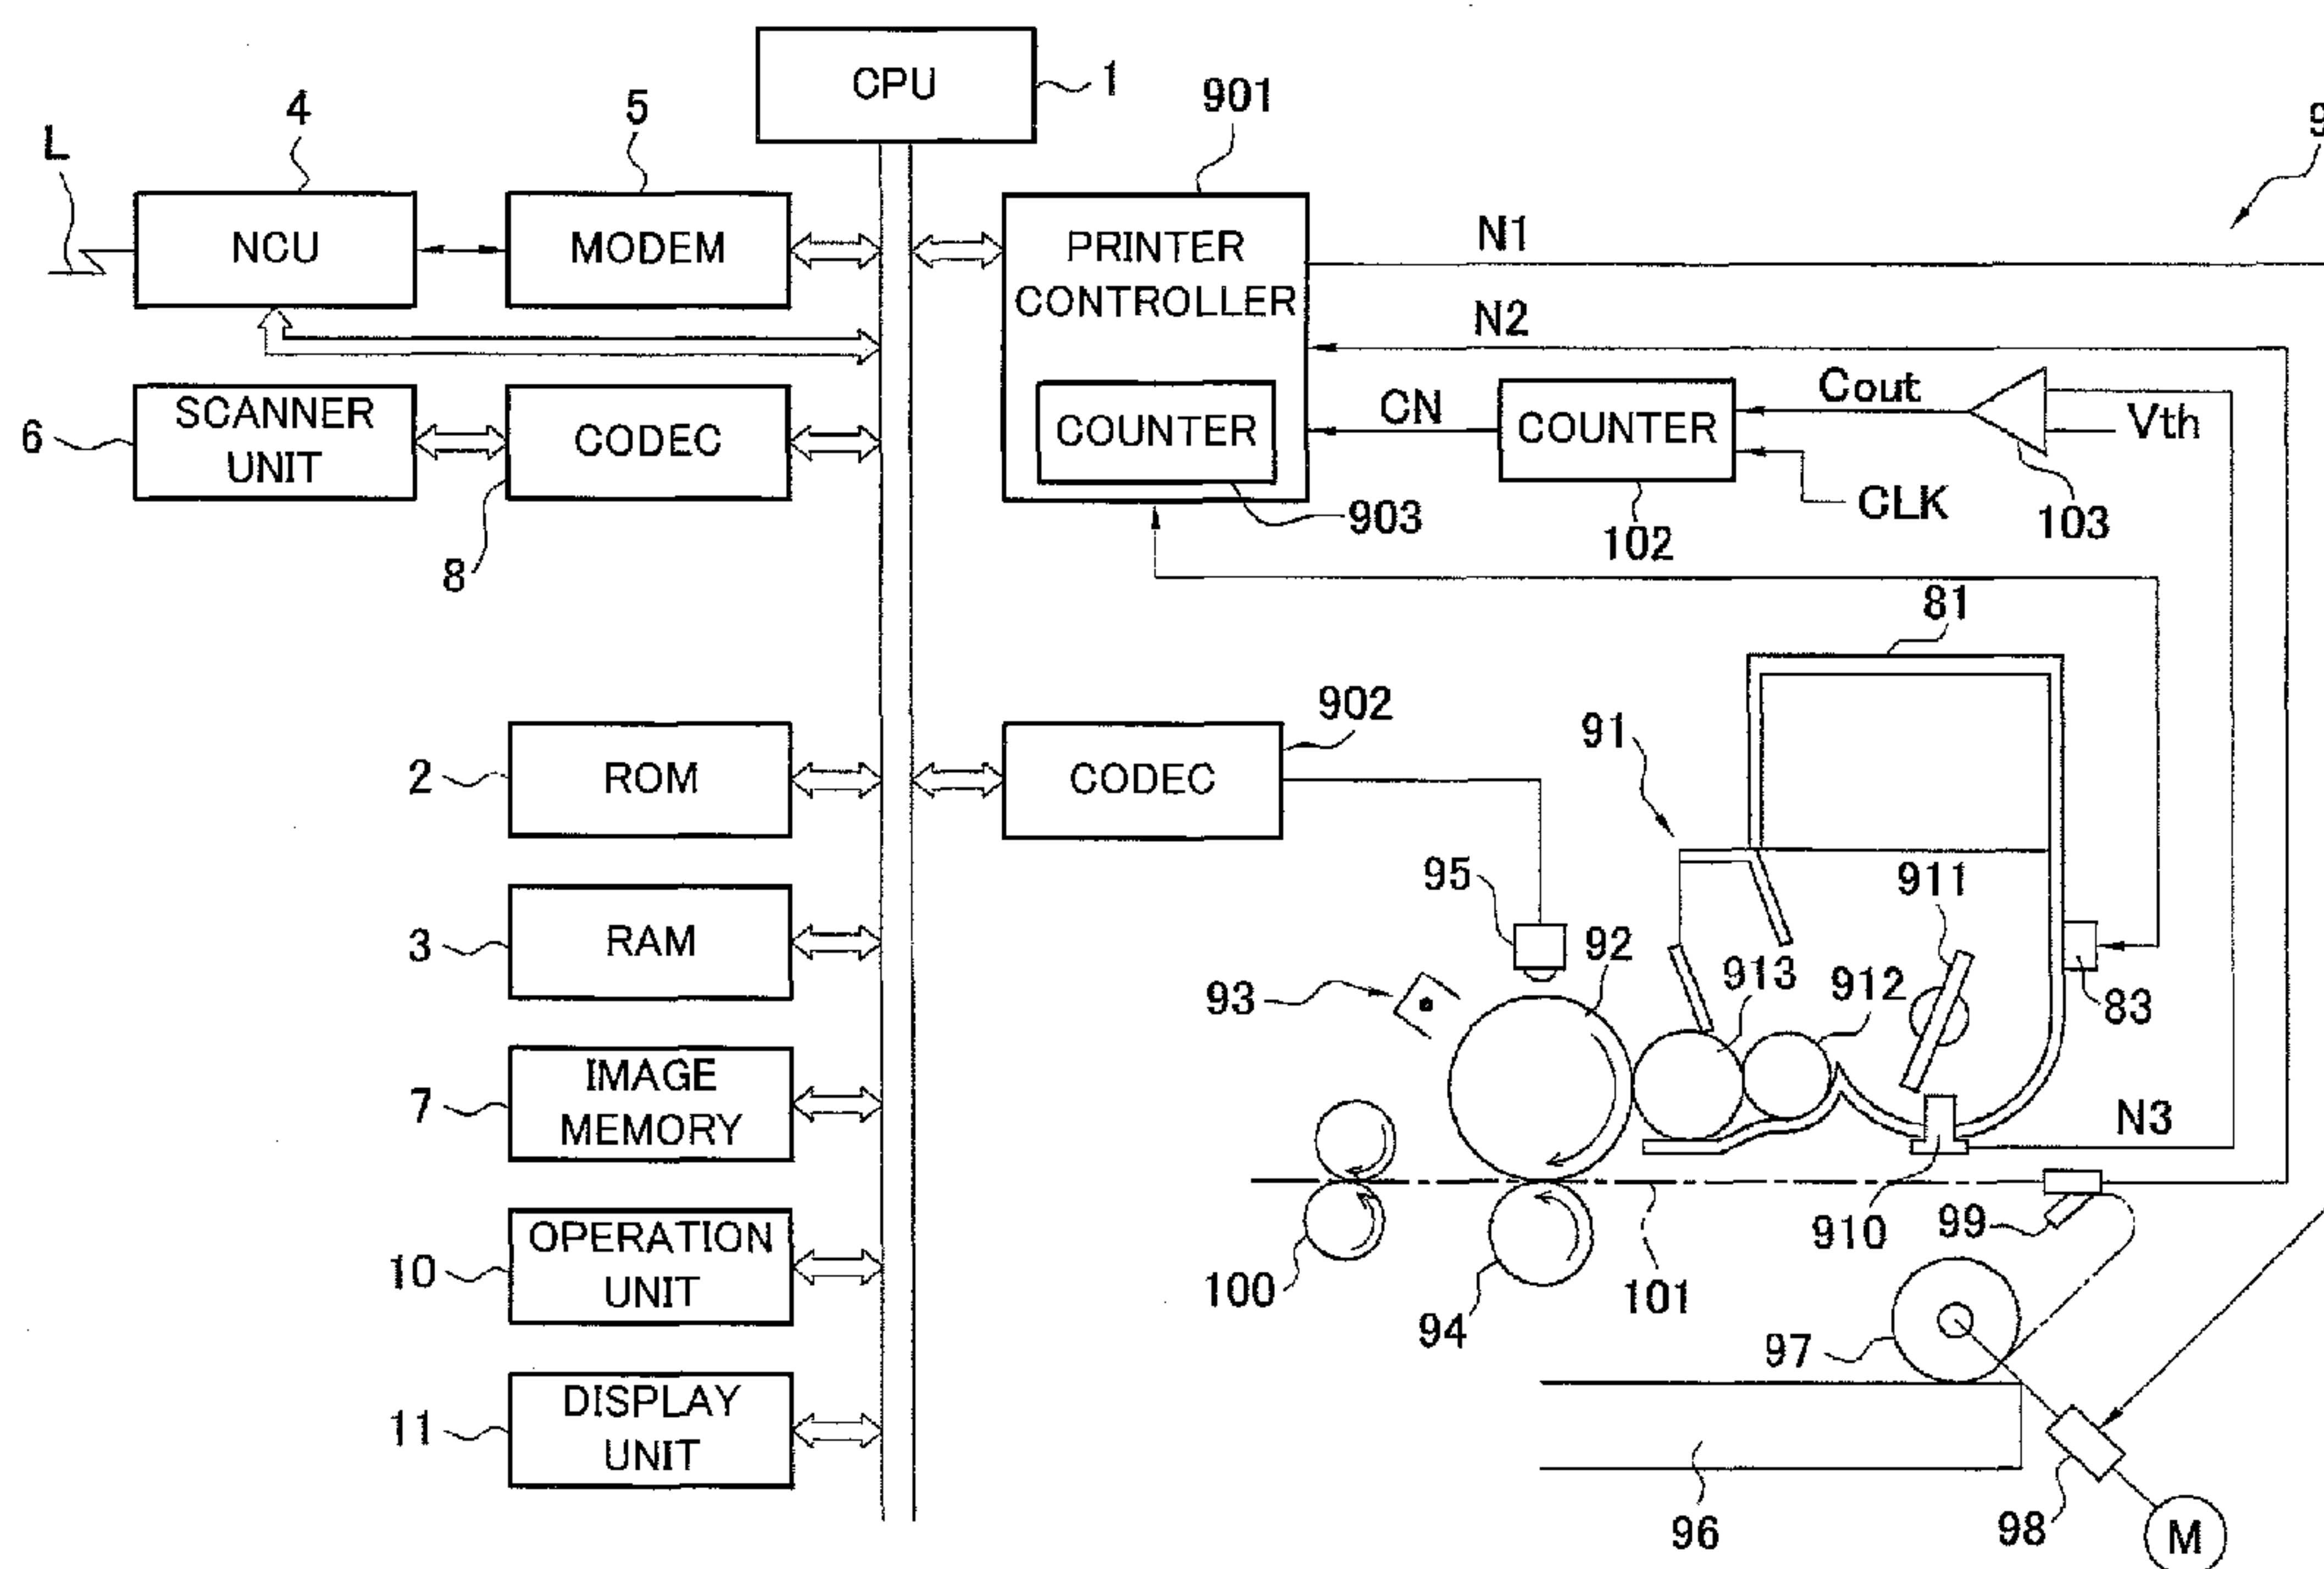 CPU
1
901
9
L
4
5
NCU
MODEM
PRINTER
CONTROLLER
N1
N2
SCANNER
UNIT
6
CODEC
8
COUNTER
903
CN
COUNTER
102
Cout
Vth
CLK
103
81
902
91
2
ROM
CODEC
95
92
911
3
RAM
93
913
912
83
7
IMAGE
MEMORY
N3
10
OPERATION
UNIT
100
94
101
910
99
97
11
DISPLAY
UNIT
96
98
M